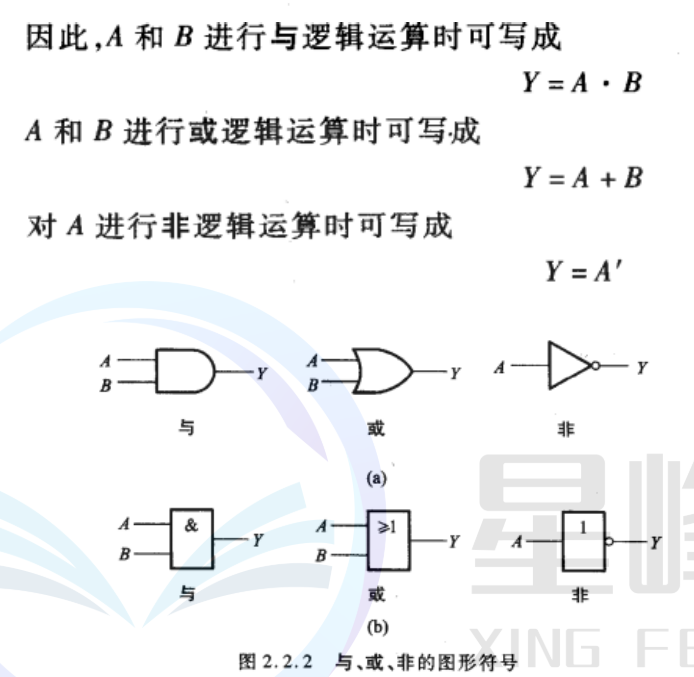 因此,A 和 B 进行与逻辑运算时可写成
Y = A · B
A 和 B 进行或逻辑运算时可写成
Y = A + B
对 A 进行非逻辑运算时可写成
Y = A′
A B Y A B Y A Y
与 或 非
(a)
A B & Y A B ≥1 Y A 1 Y
与 或 非
(b)
图 2.2.2 与、或、非的图形符号
星峰
XING FE